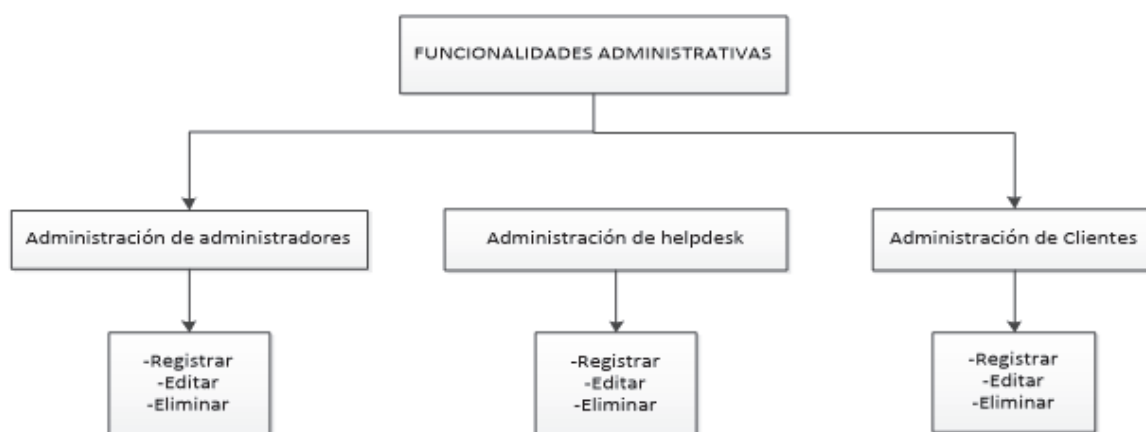 FUNCIONALIDADES ADMINISTRATIVAS
Administración de administradores
Administración de helpdesk
Administración de Clientes
-Registrar
-Editar
-Eliminar
-Registrar
-Editar
-Eliminar
-Registrar
-Editar
-Eliminar